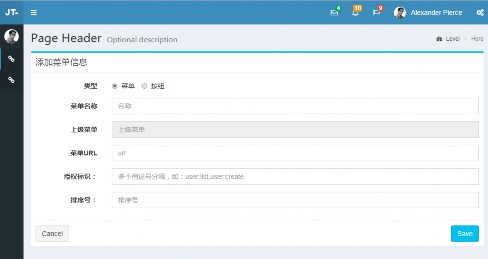 JT-
4
10
9
Alexander Pierce
Page Header Optional description
Level > Here
添加菜单信息
类型 菜单 按钮
菜单名称 名称
上级菜单 上级菜单
菜单URL url
授权标识： 多个用逗号分隔，如：user:list,user:create
排序号： 排序号
Cancel Save